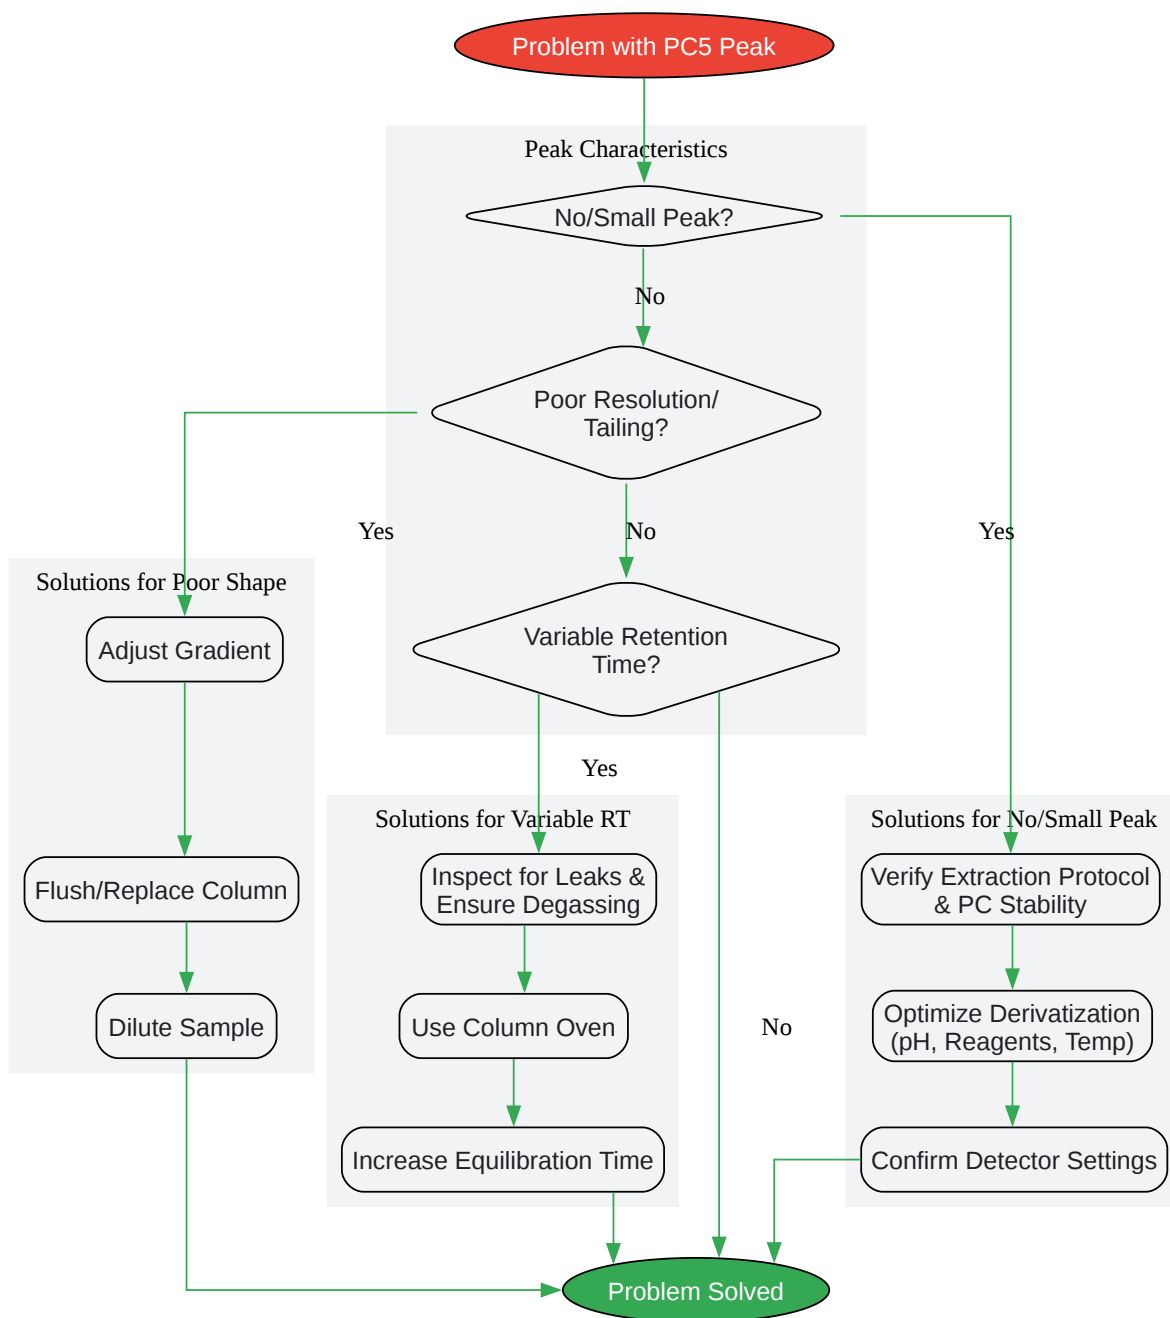 Problem with PC5 Peak
Peak Characteristics
No/Small Peak?
No
Poor Resolution/
Tailing?
Yes
No
Yes
Solutions for Poor Shape
Adjust Gradient
Variable Retention
Time?
Yes
Solutions for Variable RT
Solutions for No/Small Peak
Flush/Replace Column
Inspect for Leaks &
Ensure Degassing
Verify Extraction Protocol
& PC Stability
Dilute Sample
Use Column Oven
No
Optimize Derivatization
(pH, Reagents, Temp)
Increase Equilibration Time
Confirm Detector Settings
Problem Solved